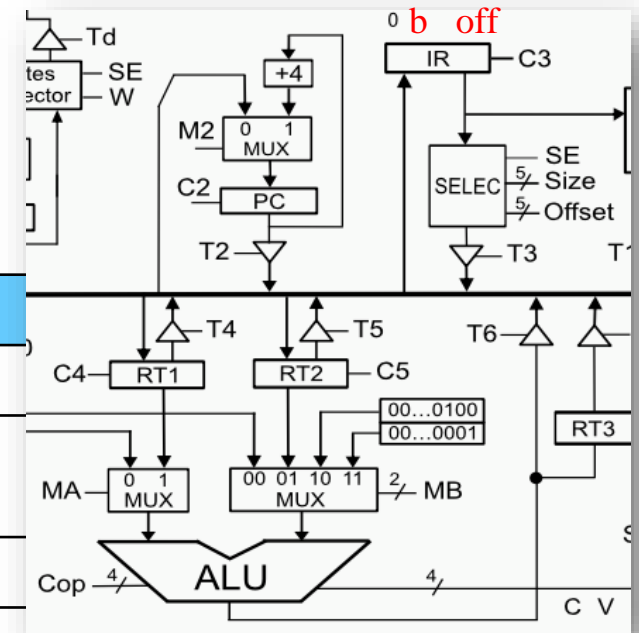 0 b off
Td
tes
ector
SE
W
+4
M2
0 1
MUX
C2
PC
T2
IR
C3
SELEC
SE
5 Size
5 Offset
T3
T4
T5
T6
C4
RT1
RT2
C5
00...0100
00...0001
RT3
MA
0 1
MUX
00 01 10 11
MUX
2
MB
Cop
4
ALU
4
C V